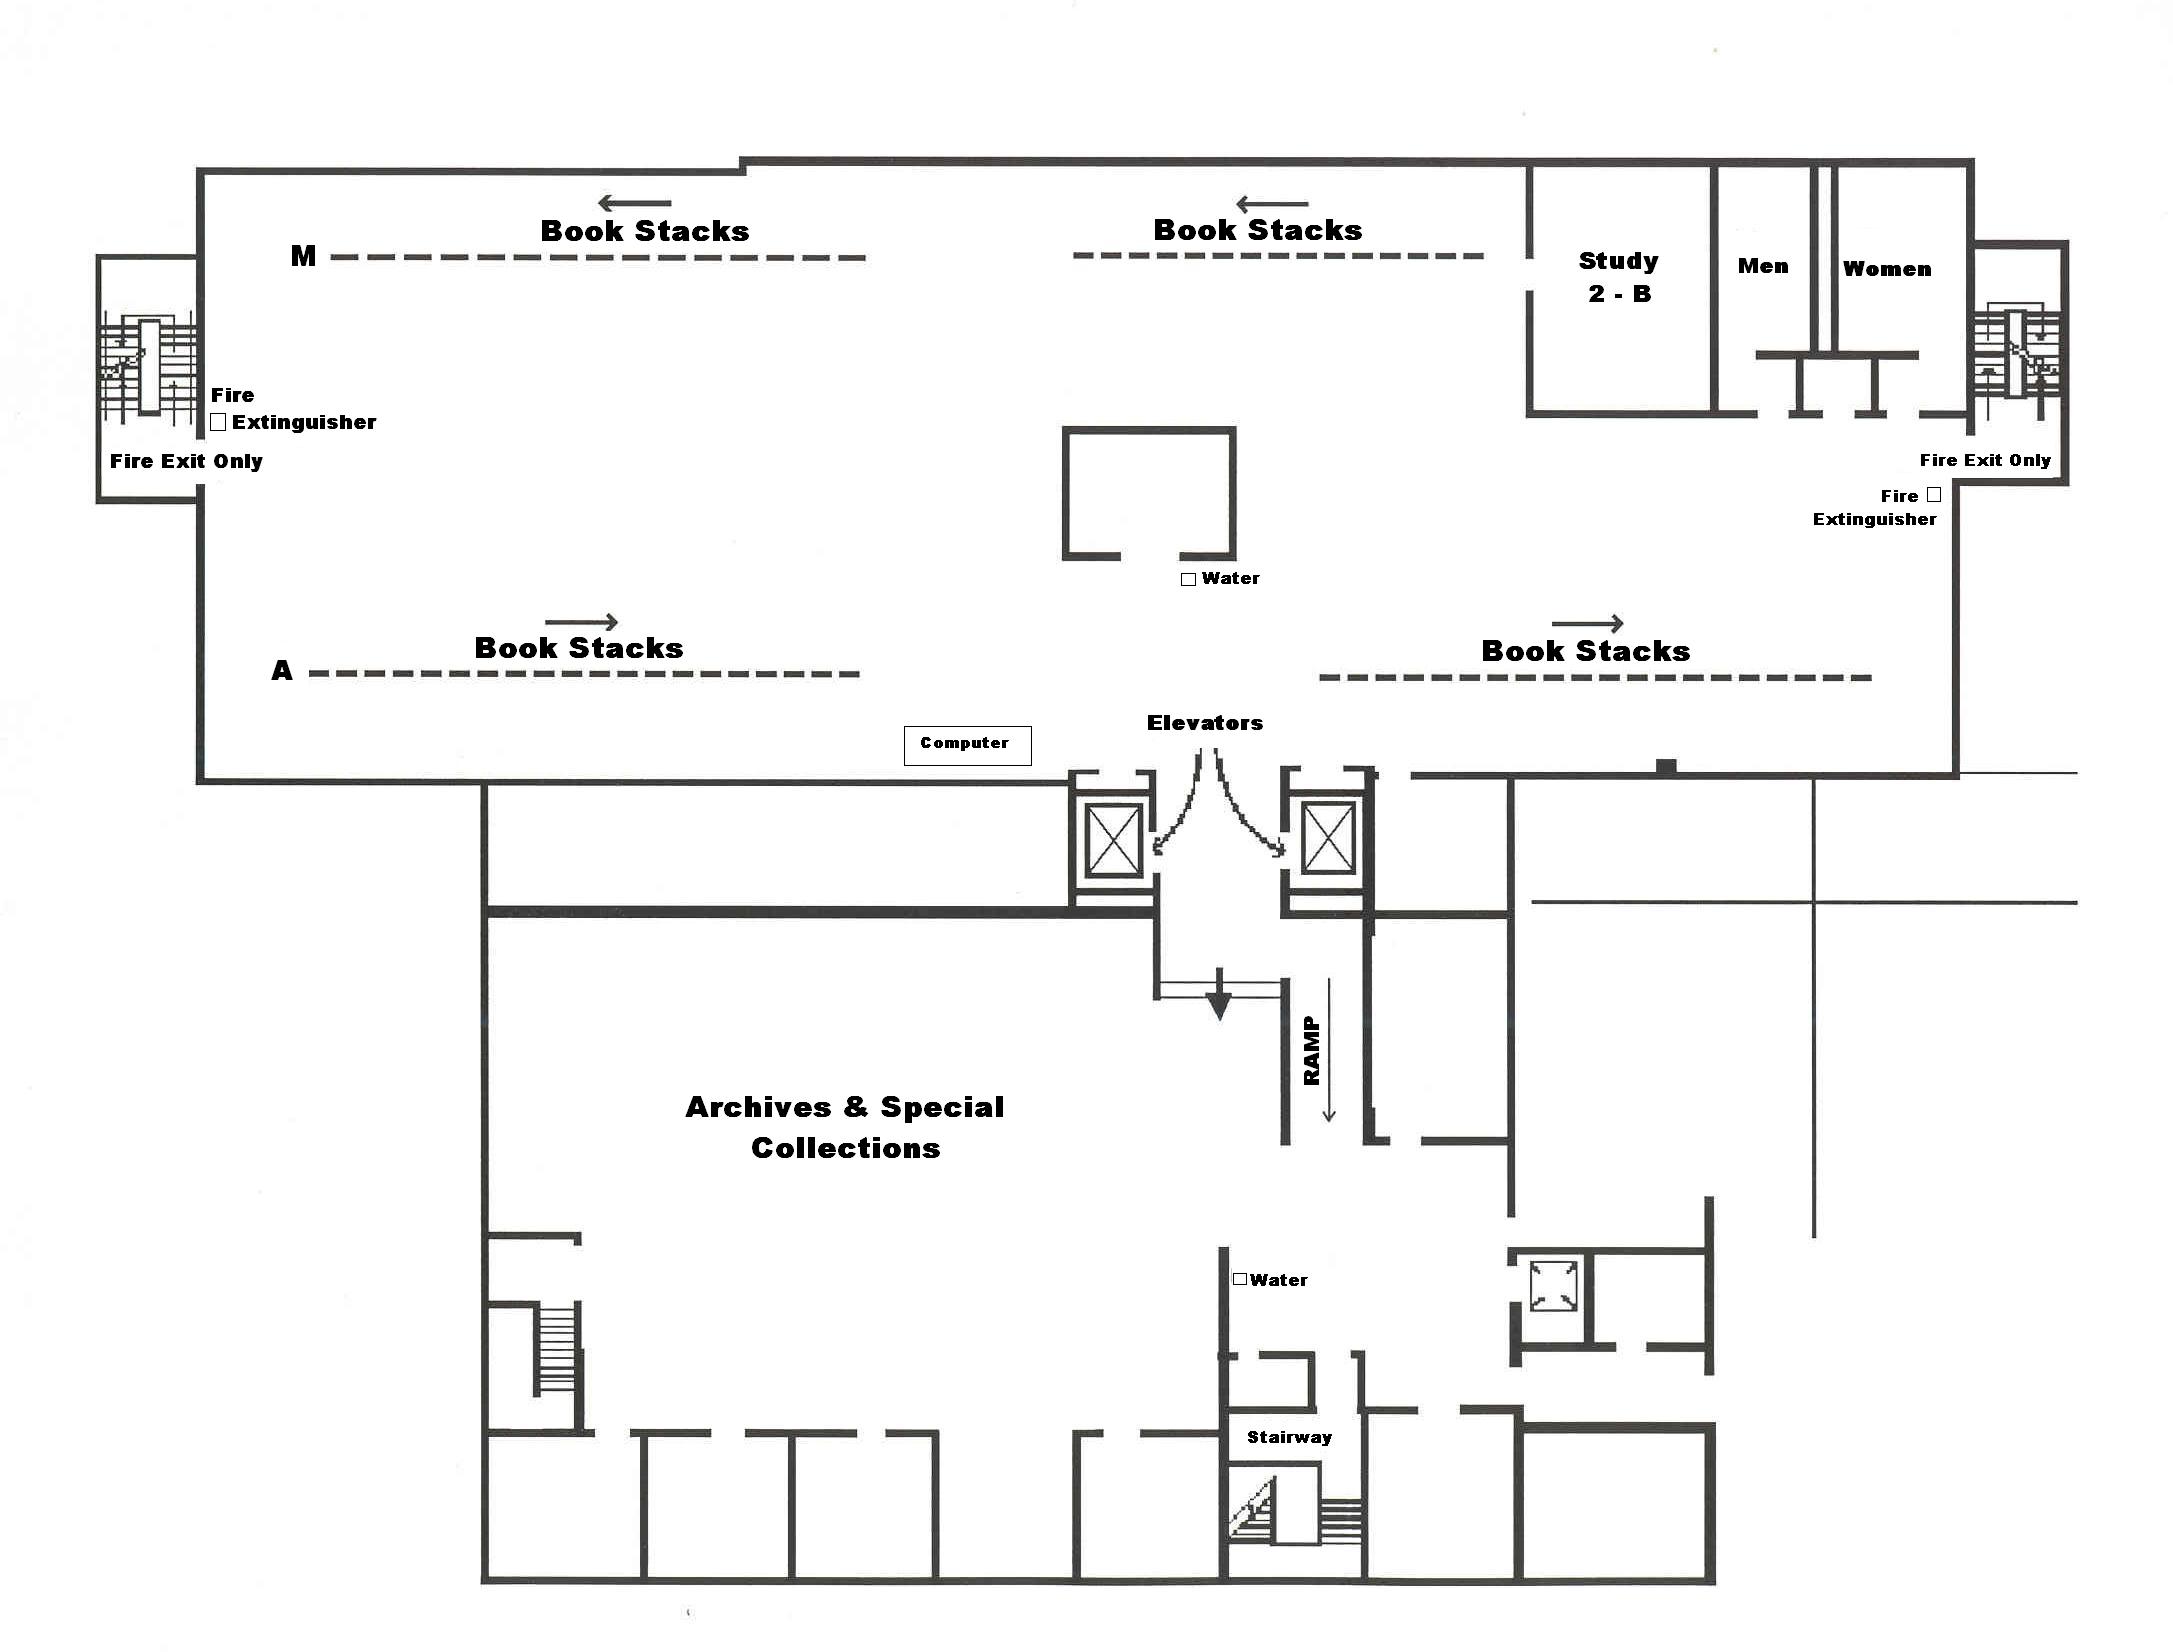 Book Stacks
Book Stacks
M
Study
2 - B
Men
Women
Fire
Extinguisher
Fire Exit Only
Fire Exit Only
Fire
Extinguisher
Water
Book Stacks
Book Stacks
A
Elevators
Computer
RAMP
Archives & Special
Collections
Water
Stairway